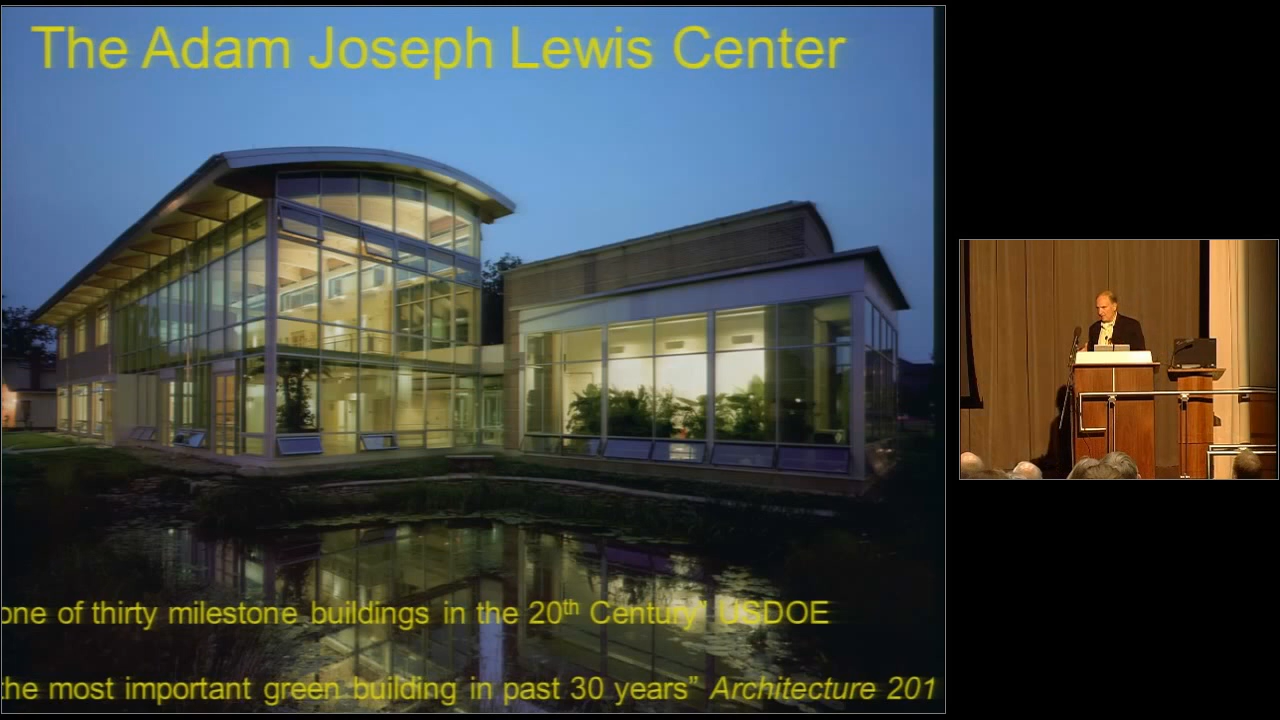 The Adam Joseph Lewis Center
one of thirty milestone buildings in the 20th Century" USDOE
the most important green building in past 30 years” Architecture 201